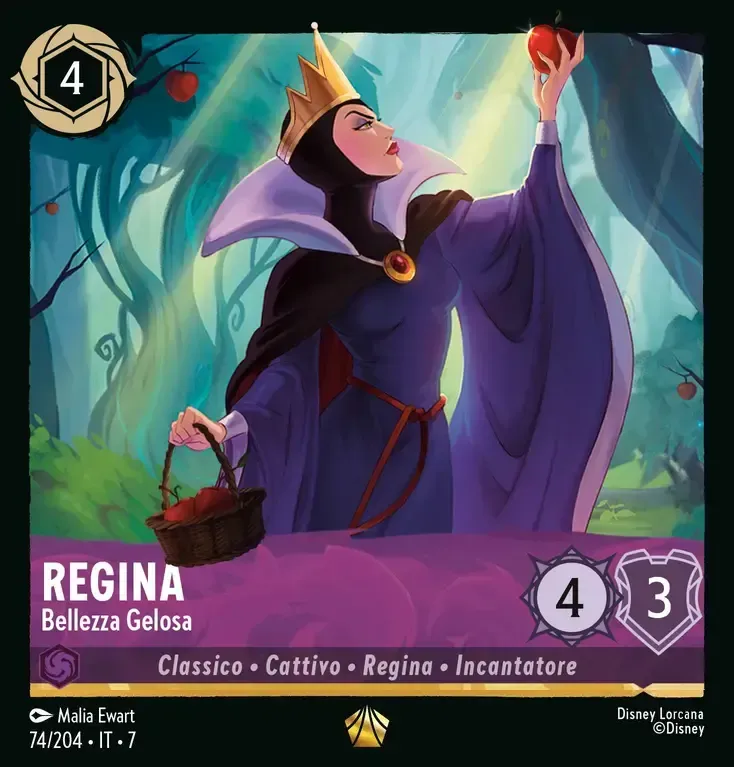 4
REGINA
Bellezza Gelosa
4
3
Classico • Cattivo • Regina • Incantatore
Malia Ewart
74/204 • IT • 7
Disney Lorcana
©Disney